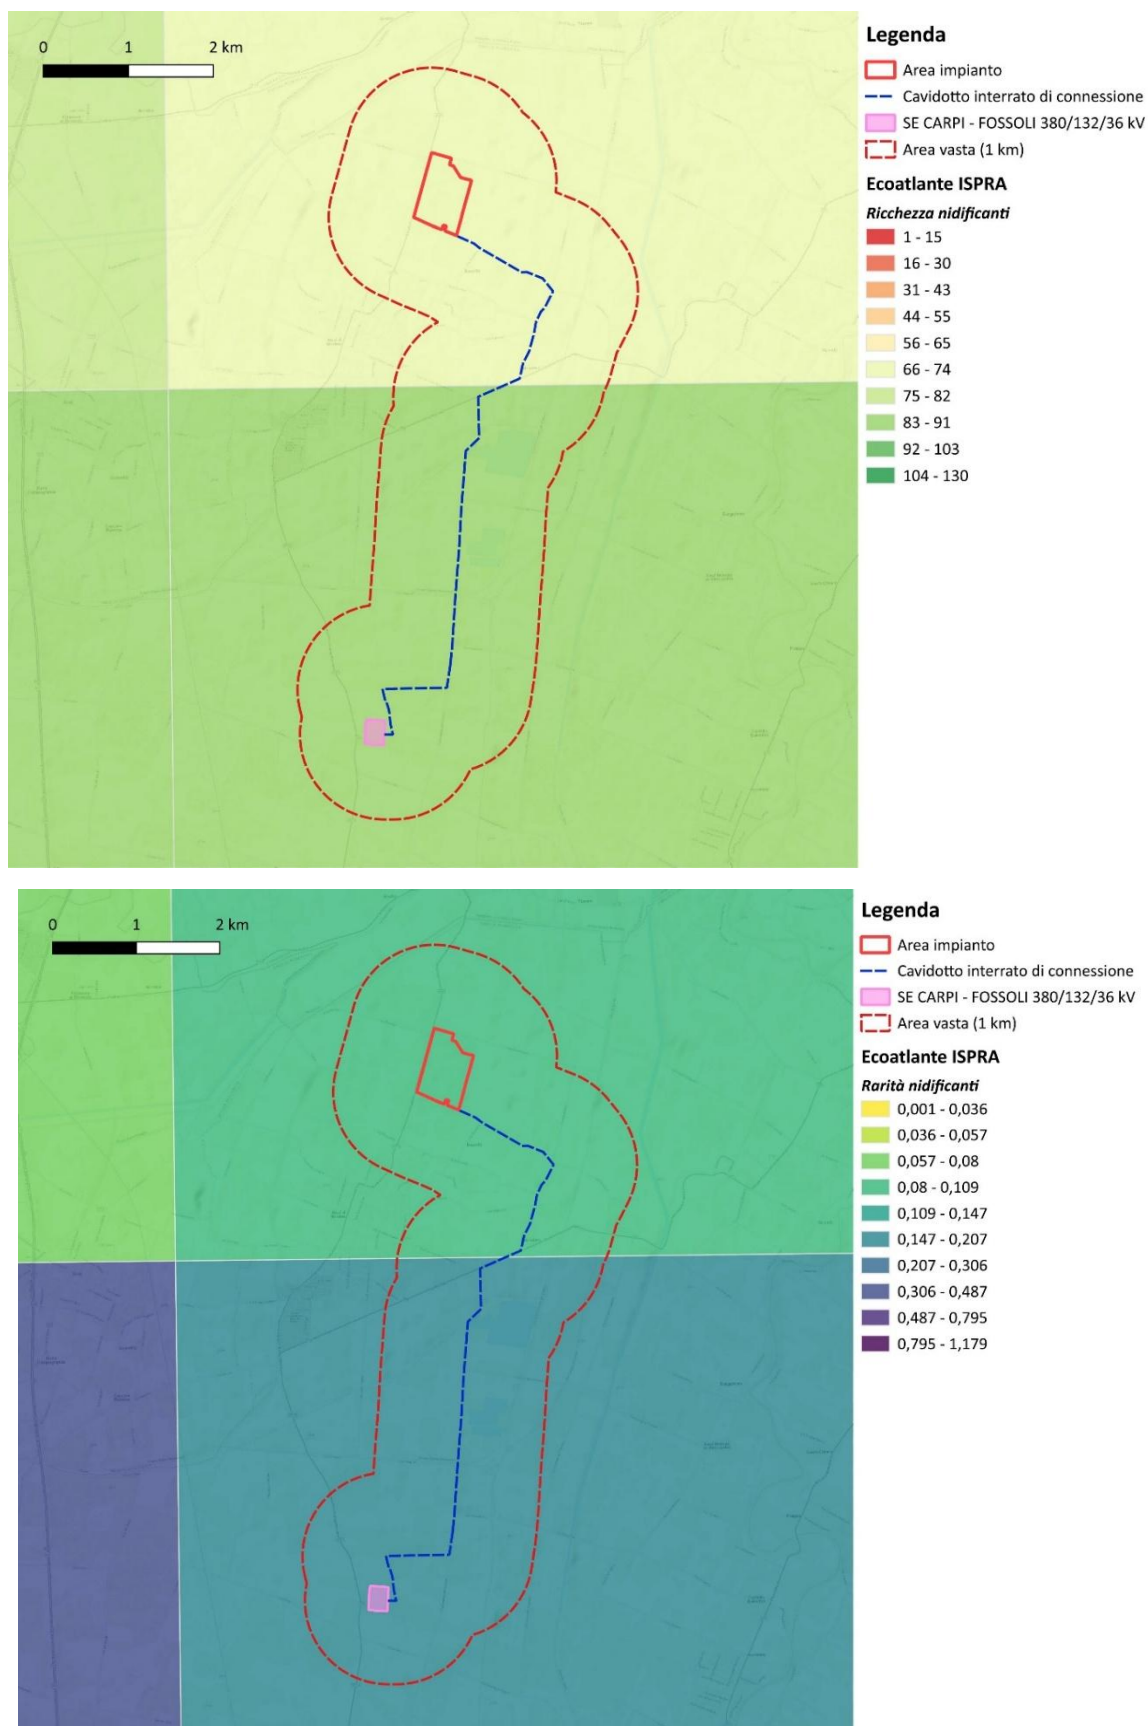 0 1 2 km
Legenda
Area impianto
Cavidotto interrato di connessione
SE CARPI - FOSSOLI 380/132/36 kV
Area vasta (1 km)
Ecoatlante ISPRA
Ricchezza nidificanti
1 - 15
16 - 30
31 - 43
44 - 55
56 - 65
66 - 74
75 - 82
83 - 91
92 - 103
104 - 130
0 1 2 km
Legenda
Area impianto
Cavidotto interrato di connessione
SE CARPI - FOSSOLI 380/132/36 kV
Area vasta (1 km)
Ecoatlante ISPRA
Rarità nidificanti
0,001 - 0,036
0,036 - 0,057
0,057 - 0,08
0,08 - 0,109
0,109 - 0,147
0,147 - 0,207
0,207 - 0,306
0,306 - 0,487
0,487 - 0,795
0,795 - 1,179